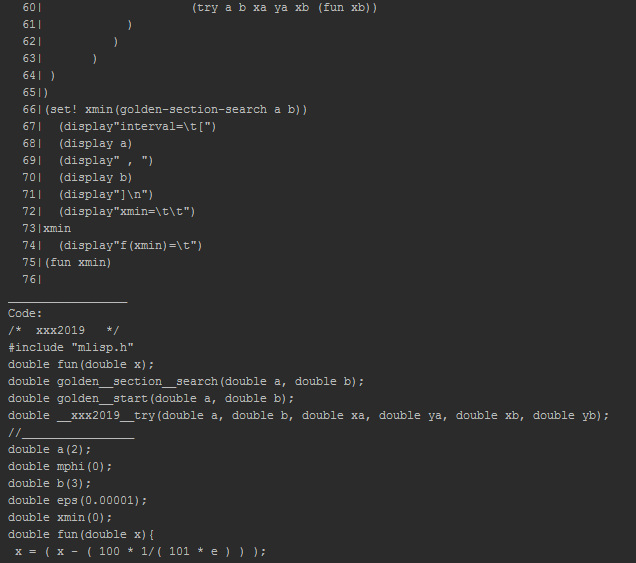 60|                     (try a b xa ya xb (fun xb))
61|            )
62|          )
63|       )
64| )
65|)
66|(set! xmin(golden-section-search a b))
67|  (display"interval=\t[")
68|  (display a)
69|  (display" , ")
70|  (display b)
71|  (display"]\n")
72|  (display"xmin=\t\t")
73|xmin
74|  (display"f(xmin)=\t")
75|(fun xmin)
76|
_________________
Code:
/*  xxx2019   */
#include "mlisp.h"
double fun(double x);
double golden__section__search(double a, double b);
double golden__start(double a, double b);
double __xxx2019__try(double a, double b, double xa, double ya, double xb, double yb);
//________________
double a(2);
double mphi(0);
double b(3);
double eps(0.00001);
double xmin(0);
double fun(double x){
 x = ( x - ( 100 * 1/( 101 * e ) ) );